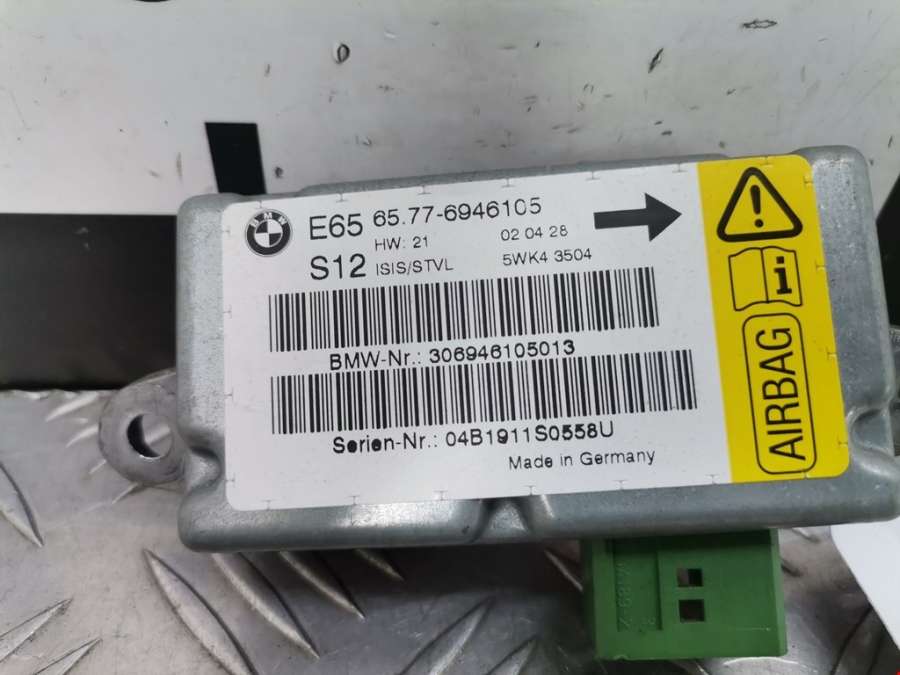 BMW
E65 65.77-6946105
HW: 21 02 04 28
S12 ISIS/STVL 5WK4 3504
BMW-Nr.: 306946105013
Serien-Nr.: 04B1911S0558U
Made in Germany
! i
AIRBAG